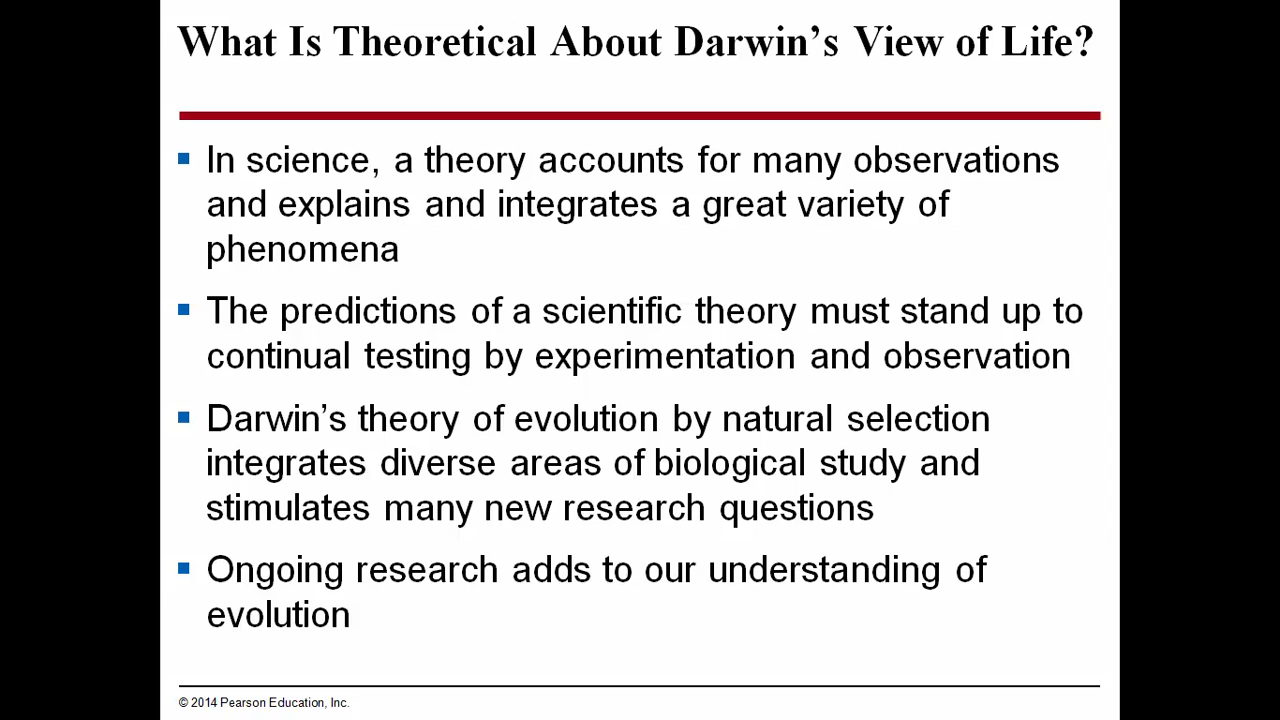 What Is Theoretical About Darwin’s View of Life?
In science, a theory accounts for many observations
and explains and integrates a great variety of
phenomena
The predictions of a scientific theory must stand up to
continual testing by experimentation and observation
Darwin’s theory of evolution by natural selection
integrates diverse areas of biological study and
stimulates many new research questions
Ongoing research adds to our understanding of
evolution
© 2014 Pearson Education, Inc.